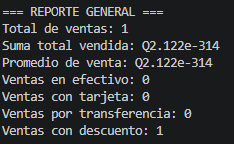 === REPORTE GENERAL ===
Total de ventas: 1
Suma total vendida: Q2.122e-314
Promedio de venta: Q2.122e-314
Ventas en efectivo: 0
Ventas con tarjeta: 0
Ventas por transferencia: 0
Ventas con descuento: 1